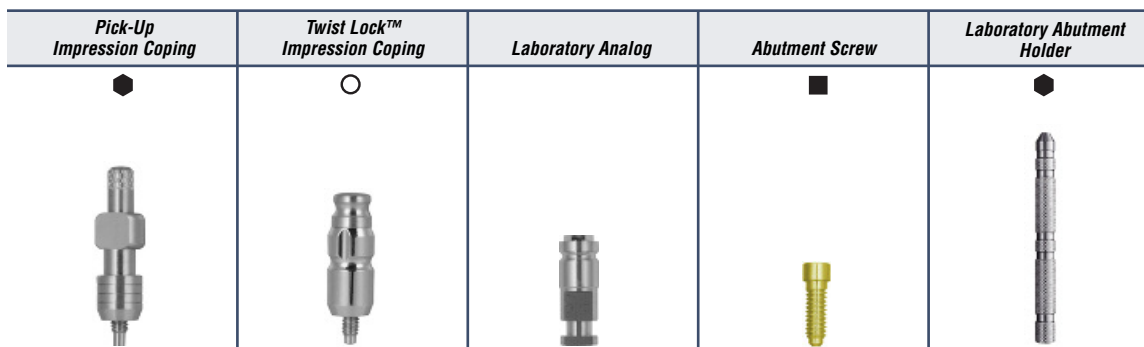 Pick-Up
Impression Coping
Twist Lock™
Impression Coping
Laboratory Analog
Abutment Screw
Laboratory Abutment
Holder